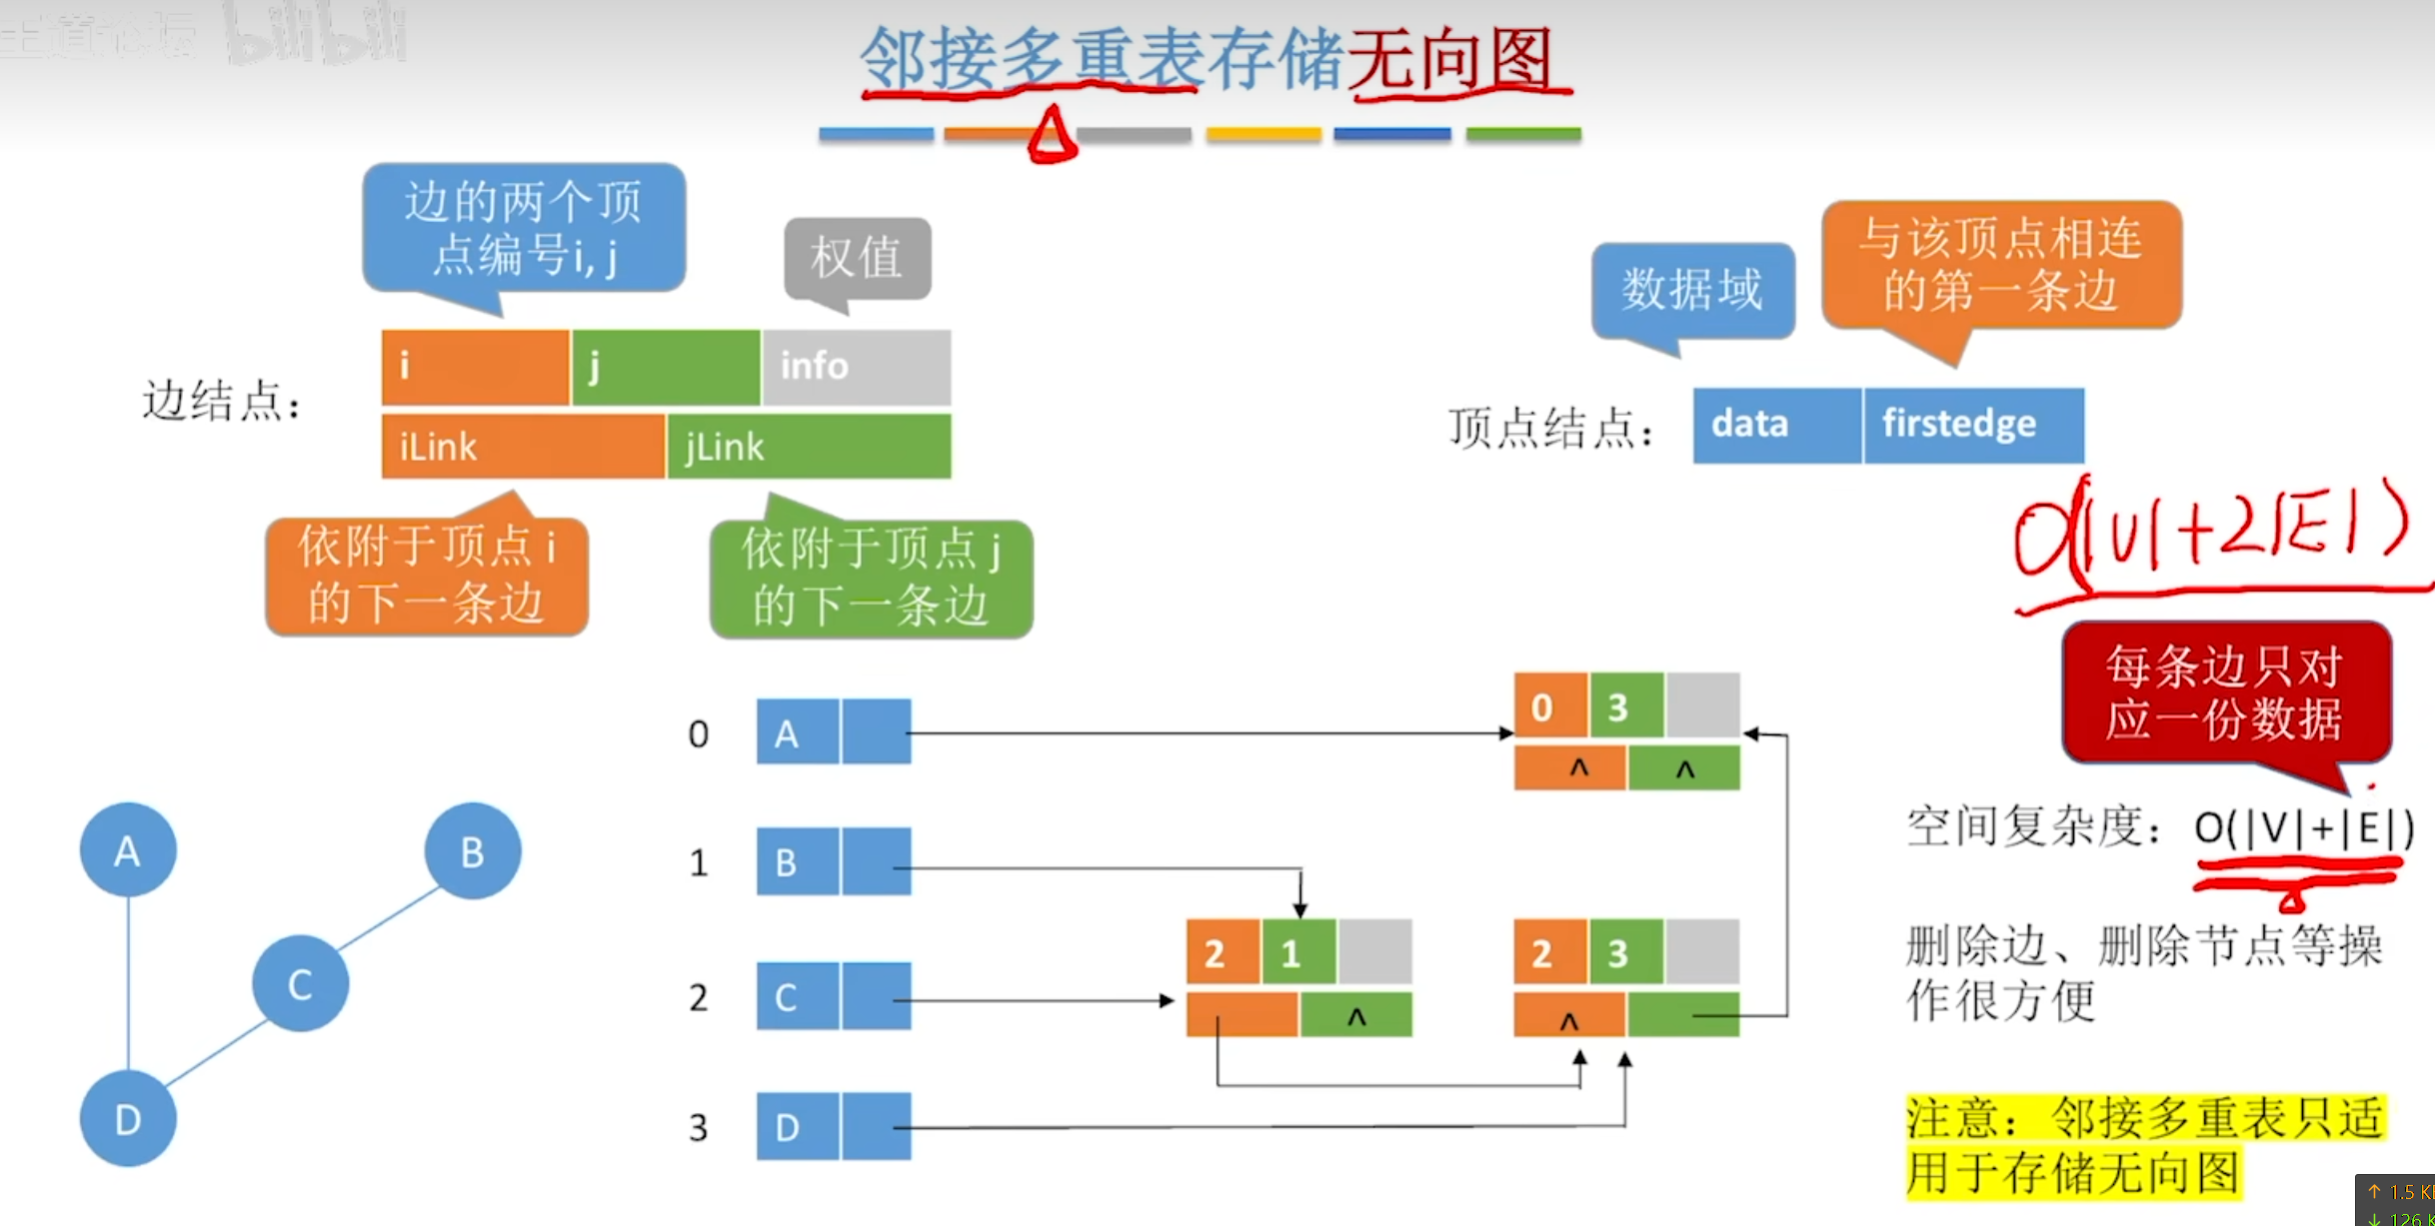 王道论坛 bilibili
邻接多重表存储无向图
边的两个顶
点编号i, j
权值
数据域
与该顶点相连
的第一条边
边结点：
i j info
iLink jLink
顶点结点：
data firstedge
依附于顶点 i
的下一条边
依附于顶点 j
的下一条边
O(|V|+2|E|)
每条边只对
应一份数据
0 A
0 3
^ ^
空间复杂度：O(|V|+|E|)
A
B
C
D
1 B
2 1
^
2 3
^
2 C
3 D
删除边、删除节点等操
作很方便
注意：邻接多重表只适
用于存储无向图
↑ 1.5 K
↓ 126 K